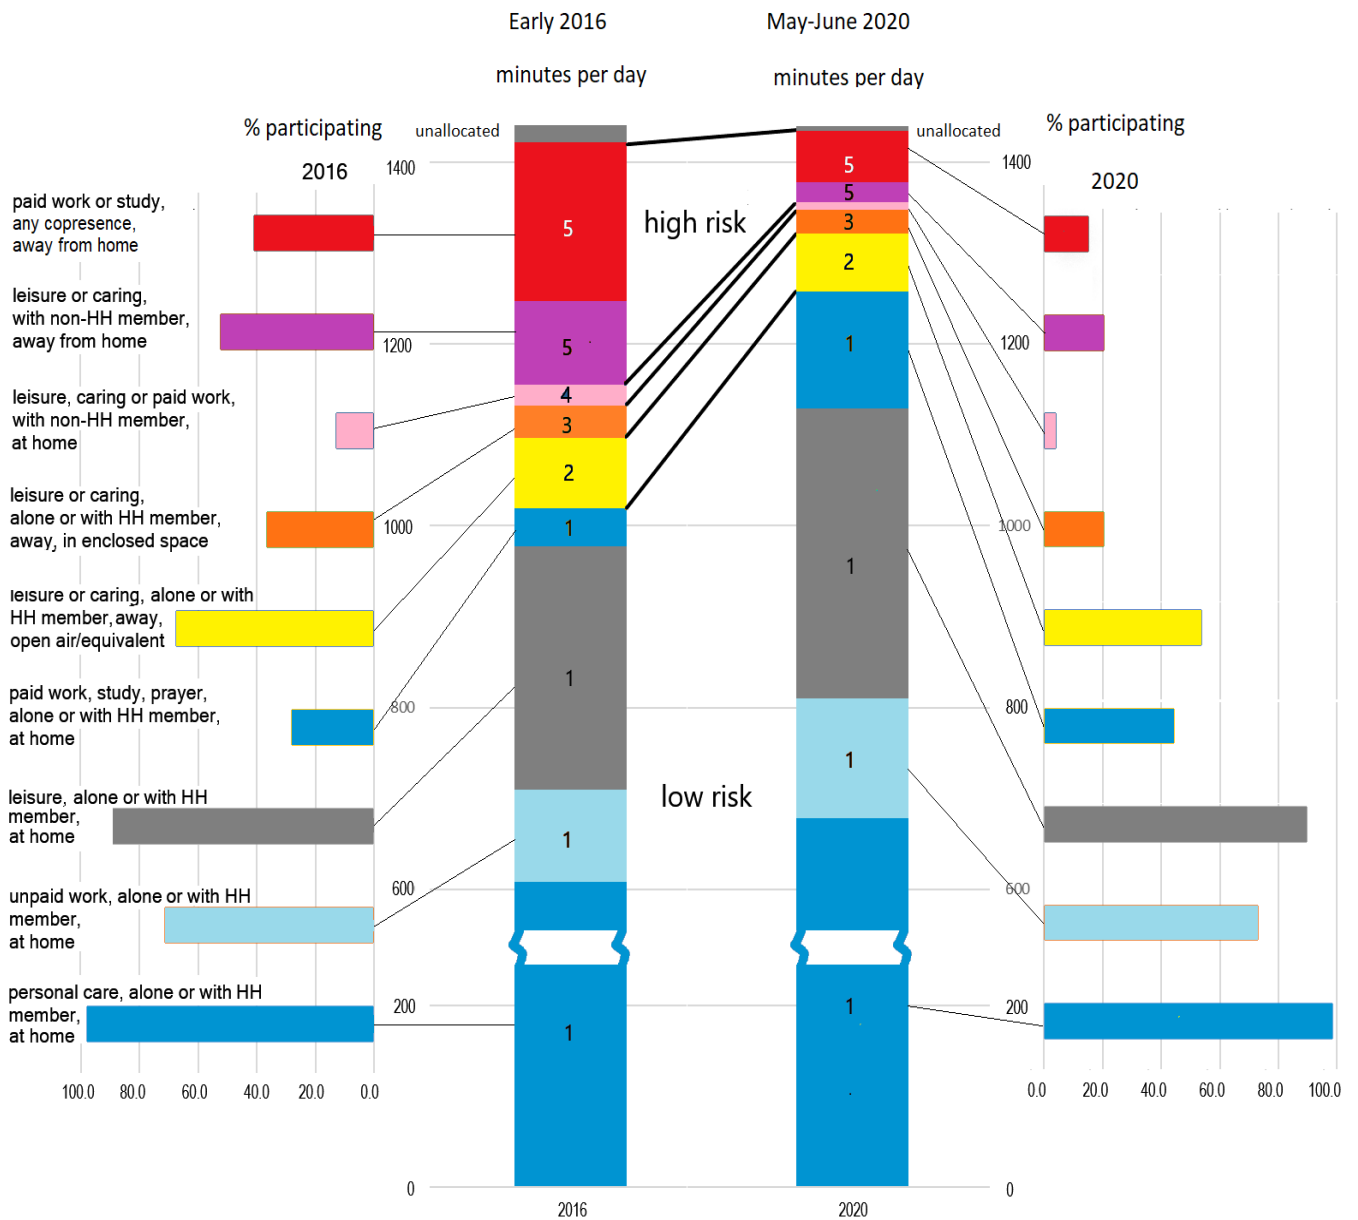 Early 2016
May-June 2020
minutes per day
minutes per day
% participating
unallocated
unallocated
% participating
2016
2020
1400
1400
paid work or study,
any copresence,
away from home
5
high risk
5
5
3
2
leisure or caring,
with non-HH member,
away from home
5
1200
1
1200
leisure, caring or paid work,
with non-HH member,
at home
4
3
2
leisure or caring,
alone or with HH member,
away, in enclosed space
1000
1
1
1000
leisure or caring, alone or with
HH member, away,
open air/equivalent
paid work, study, prayer,
alone or with HH member,
at home
800
1
800
1
leisure, alone or with HH
member,
at home
low risk
1
unpaid work, alone or with HH
member,
at home
600
600
personal care, alone or with HH
member,
at home
200
1
1
200
100.0 80.0 60.0 40.0 20.0 0.0
0.0 20.0 40.0 60.0 80.0 100.0
0
0
2016
2020